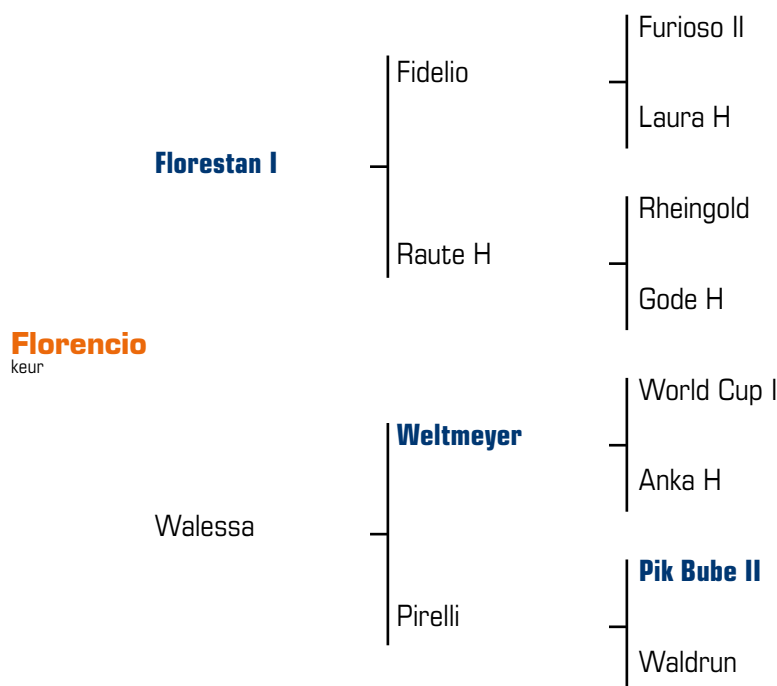 Furioso II
Fidelio
Laura H
Florestan I
Rheingold
Raute H
Gode H
Florencio
keur
World Cup I
Weltmeyer
Anka H
Walessa
Pik Bube II
Pirelli
Waldrun